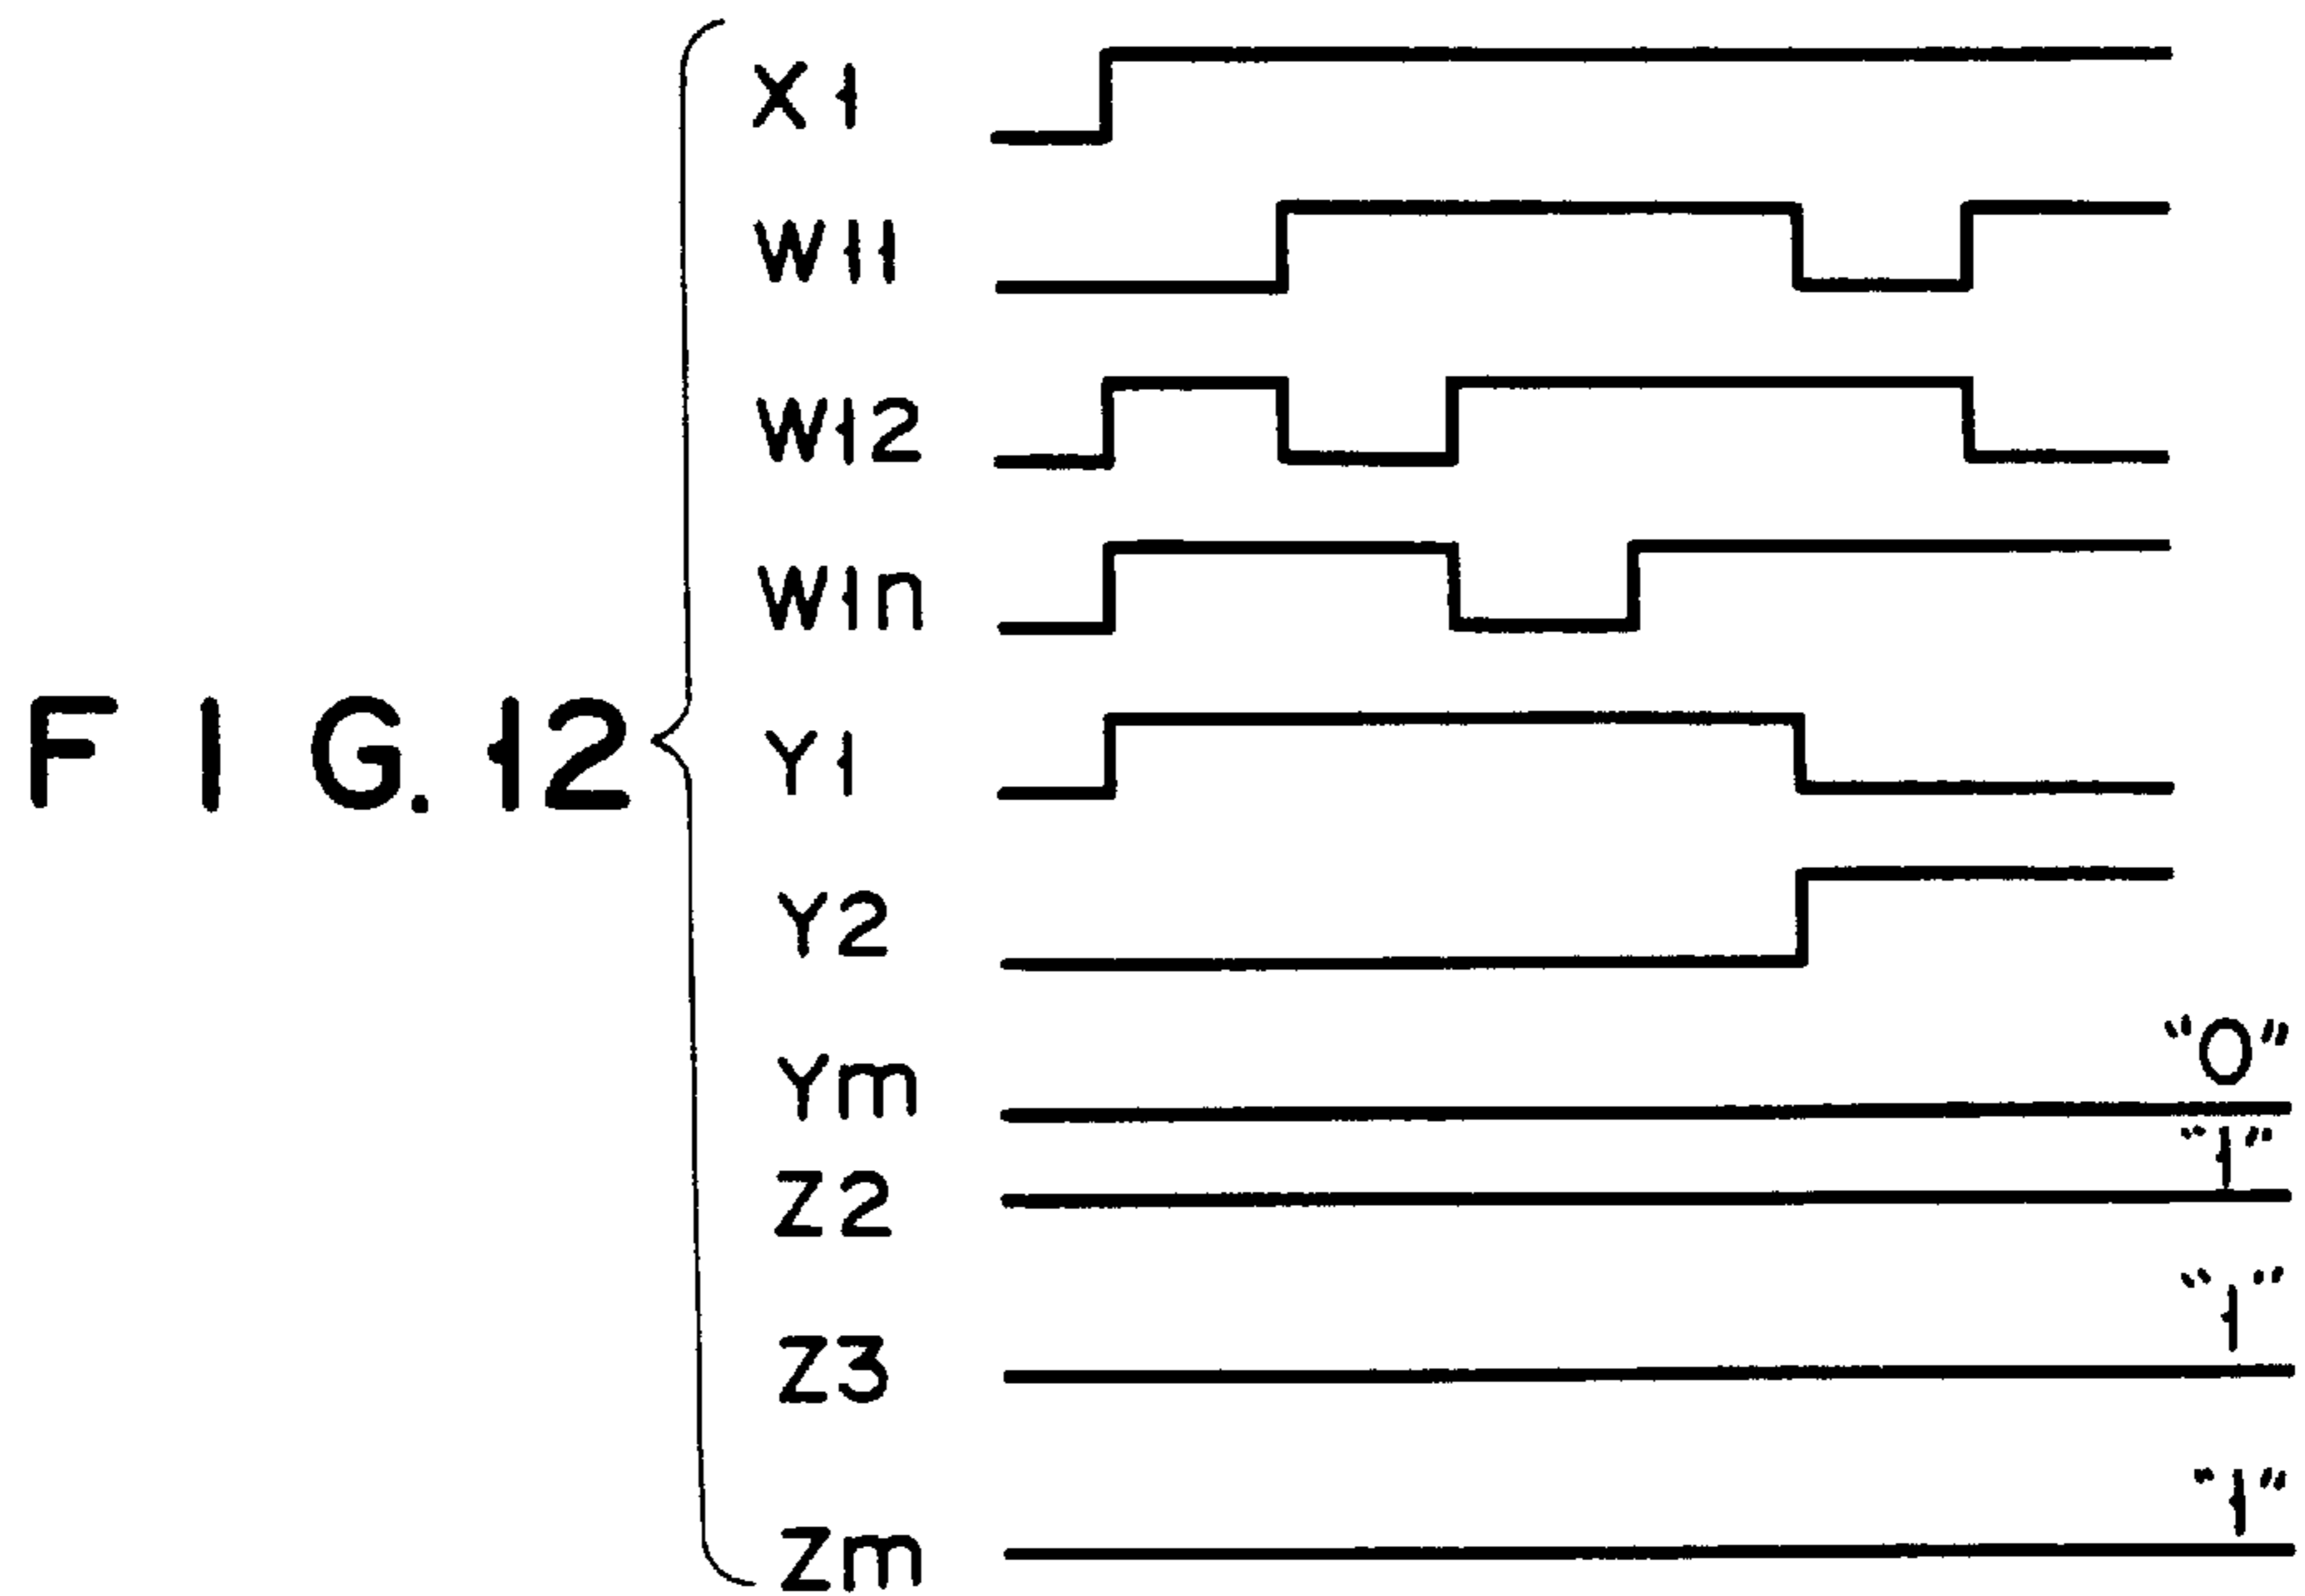 X1
W11
W12
W1n
FIG.12
Y1
Y2
Ym "0"
Z2 "1"
Z3 "1"
Zm "1"